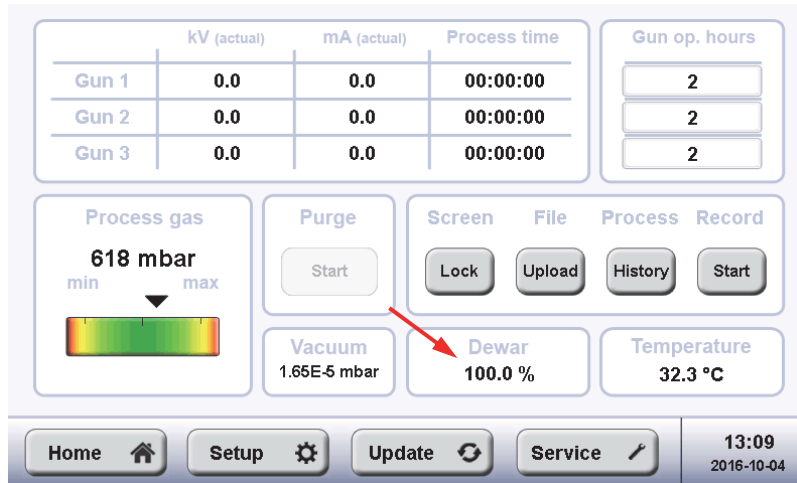 kV (actual) mA (actual) Process time Gun op. hours
Gun 1 0.0 0.0 00:00:00 2
Gun 2 0.0 0.0 00:00:00 2
Gun 3 0.0 0.0 00:00:00 2
Process gas
618 mbar
min max
Purge
Start
Screen File Process Record
Lock Upload History Start
Vacuum
1.65E-5 mbar
Dewar
100.0 %
Temperature
32.3 °C
Home Setup Update Service
13:09
2016-10-04